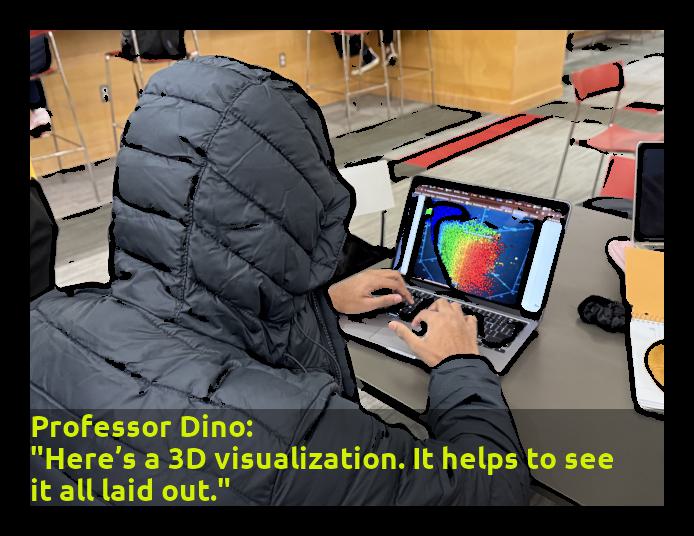 Professor Dino:
"Here’s a 3D visualization. It helps to see
it all laid out."